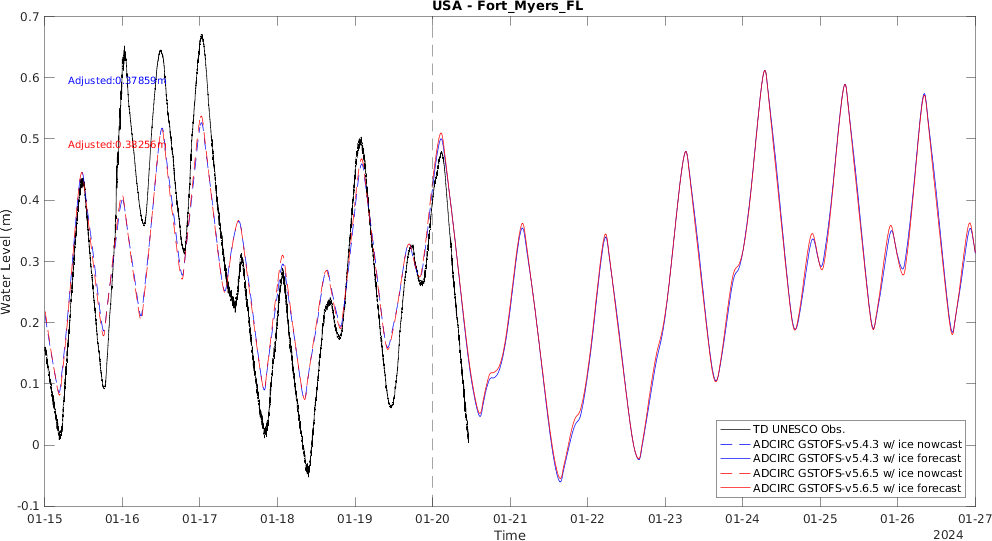 USA - Fort_Myers_FL
0.7
0.6
0.5
0.4
0.3
0.2
0.1
0
-0.1
Water Level (m)
Adjusted:0.37859m
Adjusted:0.38256m
TD UNESCO Obs.
ADCIRC GSTOFS-v5.4.3 w/ ice nowcast
ADCIRC GSTOFS-v5.4.3 w/ ice forecast
ADCIRC GSTOFS-v5.6.5 w/ ice nowcast
ADCIRC GSTOFS-v5.6.5 w/ ice forecast
01-15 01-16 01-17 01-18 01-19 01-20 01-21 01-22 01-23 01-24 01-25 01-26 01-27
Time
2024